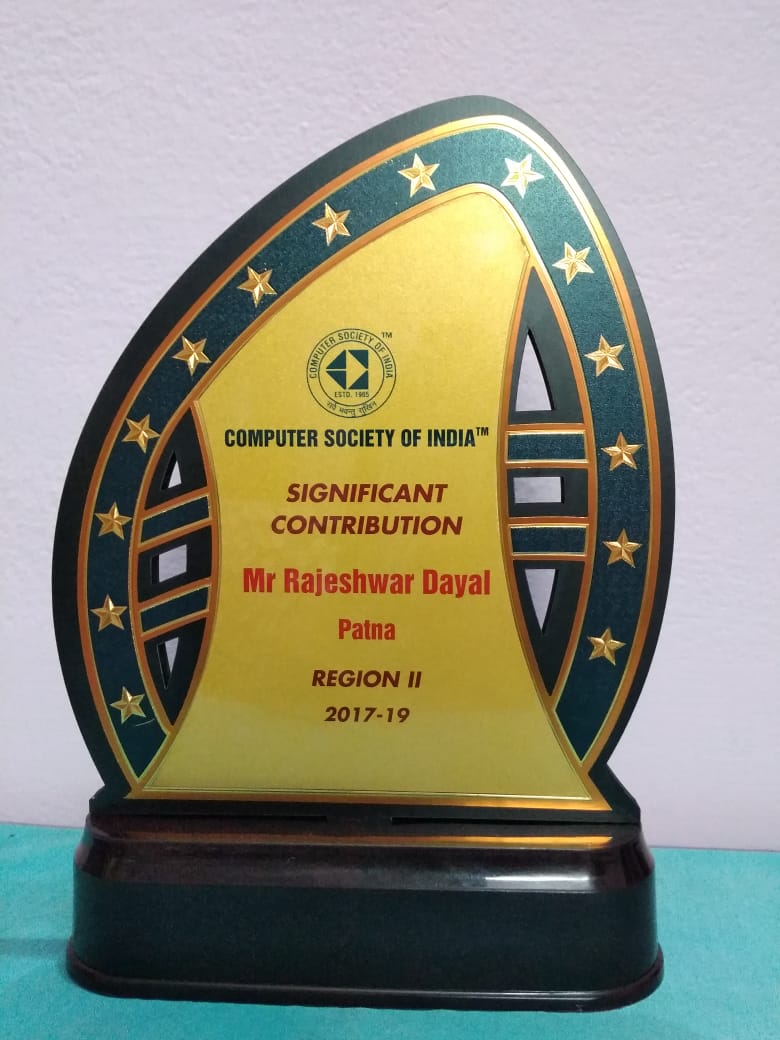 COMPUTER SOCIETY OF INDIA
TM
ESTD. 1965
COMPUTER SOCIETY OF INDIA™
SIGNIFICANT
CONTRIBUTION
Mr Rajeshwar Dayal
Patna
REGION II
2017-19